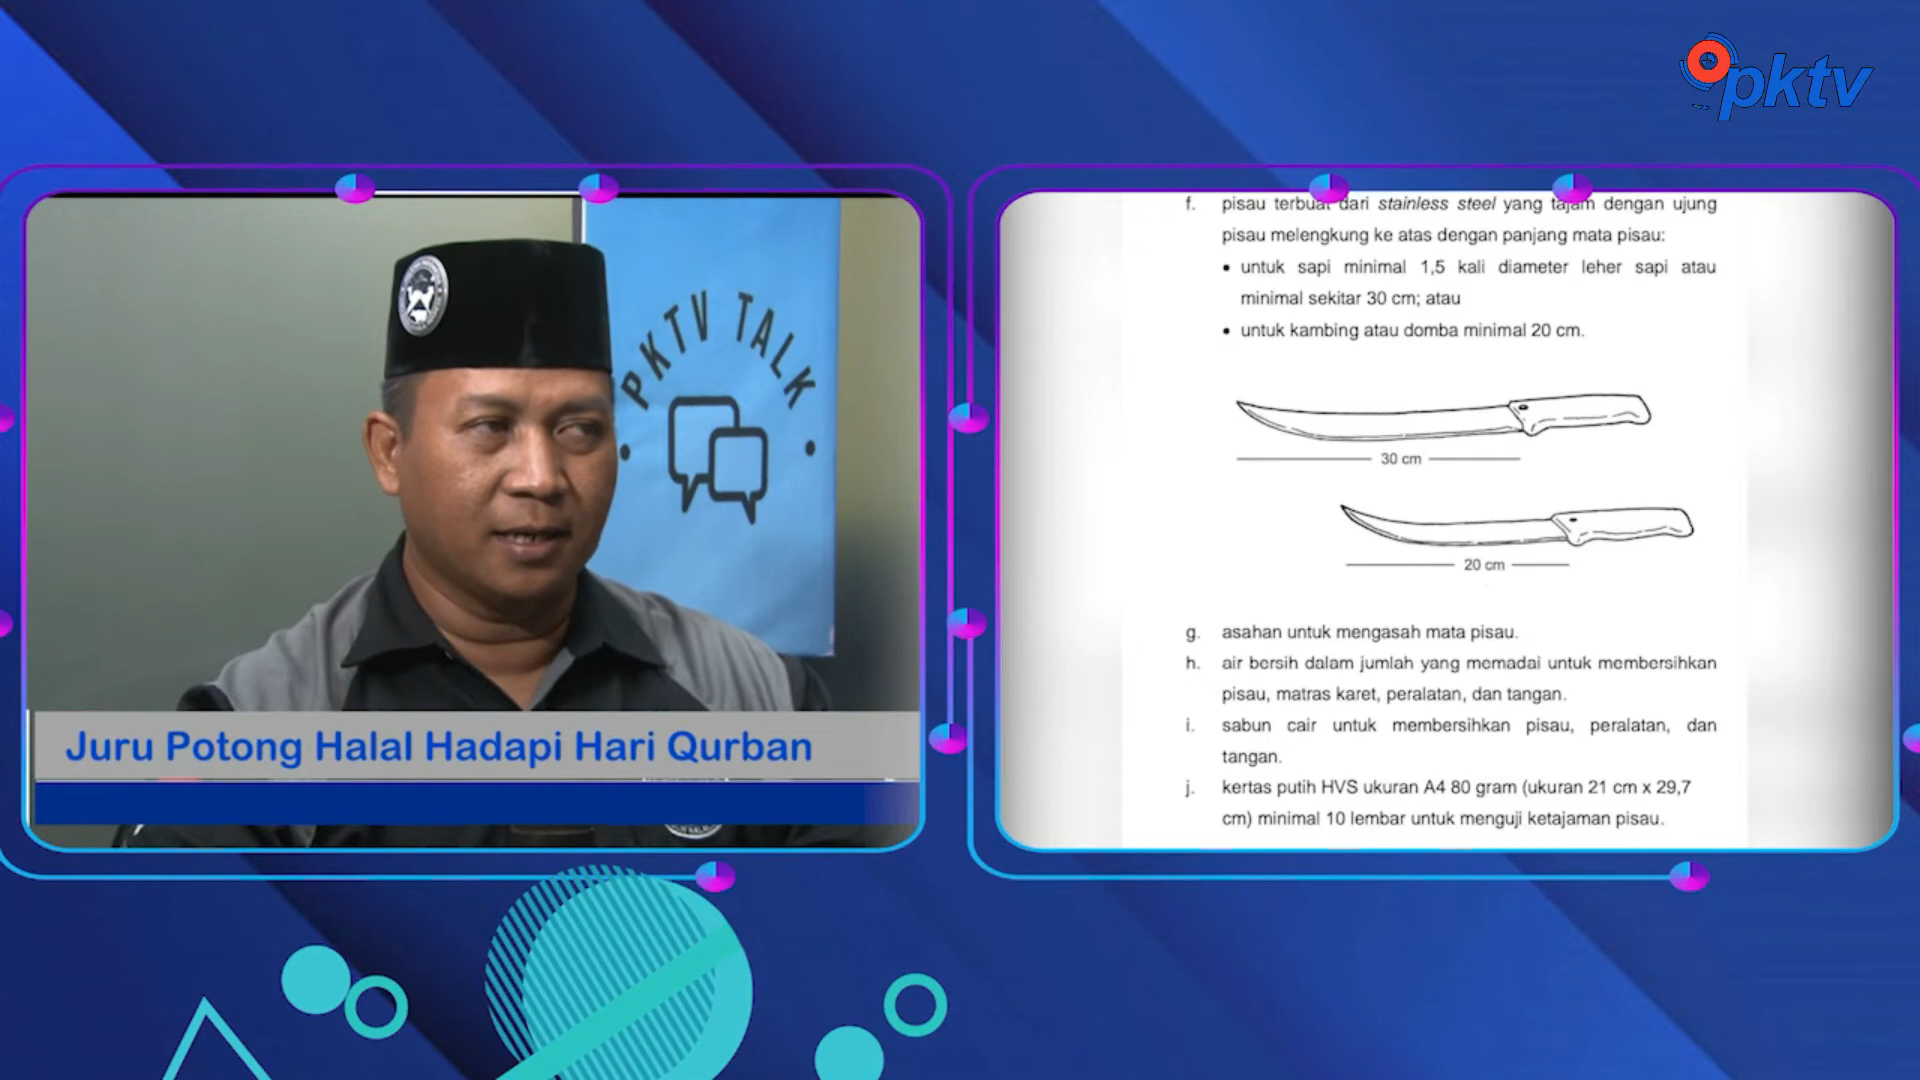 pktv
PKTV TALK
Juru Potong Halal Hadapi Hari Qurban
f. pisau terbuat dari stainless steel yang tajam dengan ujung
pisau melengkung ke atas dengan panjang mata pisau:
• untuk sapi minimal 1,5 kali diameter leher sapi atau
minimal sekitar 30 cm; atau
• untuk kambing atau domba minimal 20 cm.
30 cm
20 cm
g. asahan untuk mengasah mata pisau.
h. air bersih dalam jumlah yang memadai untuk membersihkan
pisau, matras karet, peralatan, dan tangan.
i. sabun cair untuk membersihkan pisau, peralatan, dan
tangan.
j. kertas putih HVS ukuran A4 80 gram (ukuran 21 cm x 29,7
cm) minimal 10 lembar untuk menguji ketajaman pisau.